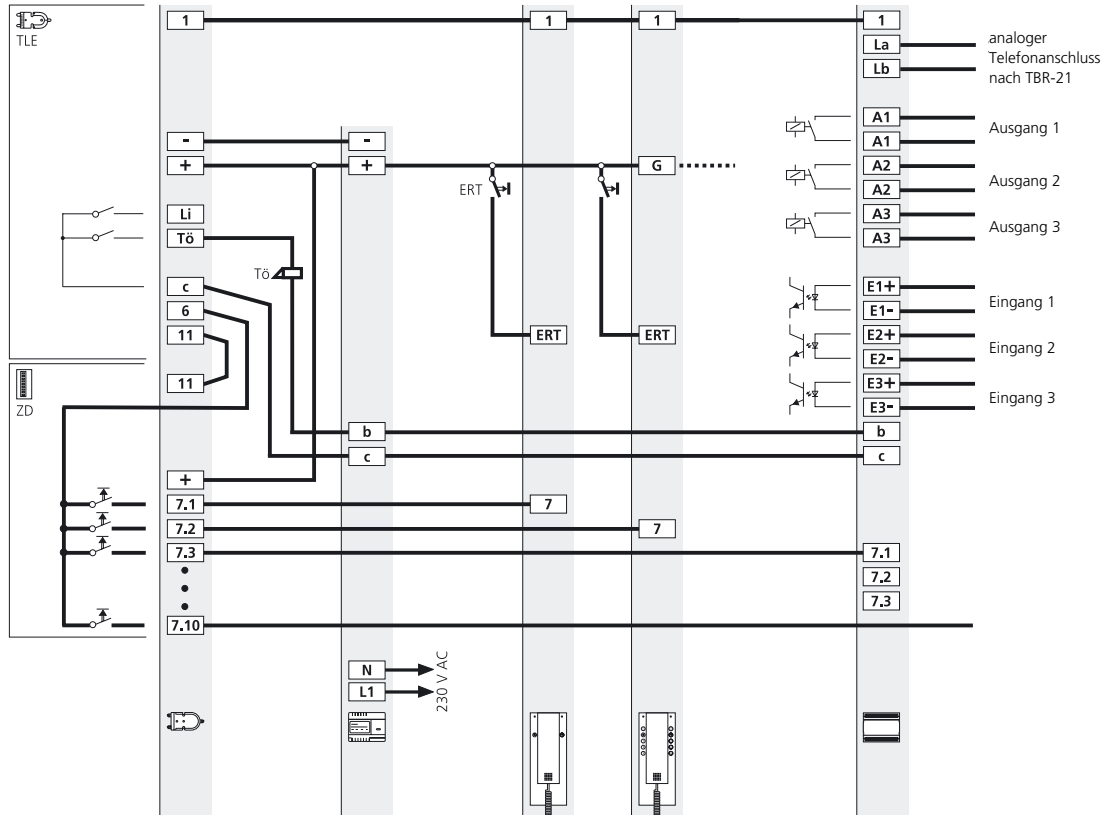 TLE
1 1 1 1
La
Lb
analoger
Telefonanschluss
nach TBR-21
A1
A1
Ausgang 1
- -
+ + G
A2
A2
Ausgang 2
ERT
Li
Tö
A3
A3
Ausgang 3
Tö
c
6
11
ERT ERT
E1+
E1-
Eingang 1
E2+
E2-
Eingang 2
11
E3+
E3-
Eingang 3
ZD
b b
c c
+
7.1 7
7.2 7
7.3 7.1
7.2
7.3
7.10
N
L1
230 V AC